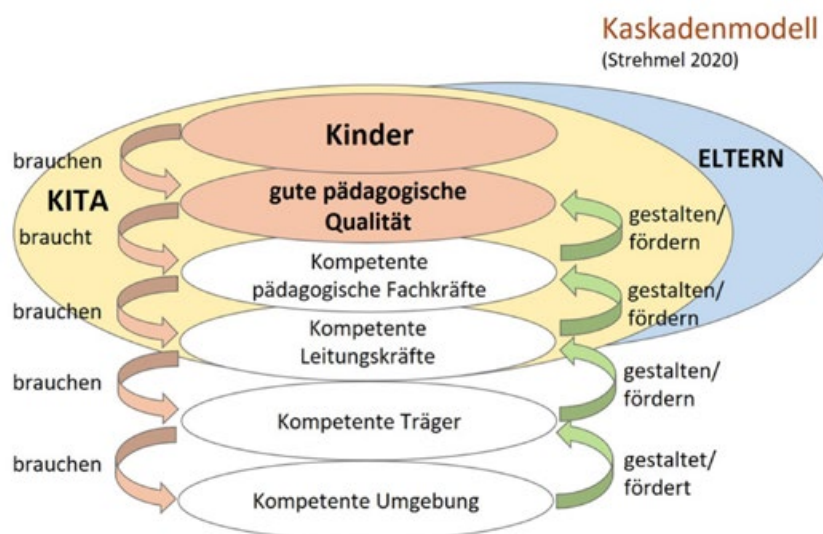 Kaskadenmodell
(Strehmel 2020)
Kinder
brauchen
ELTERN
KITA
gute pädagogische
Qualität
braucht
gestalten/
fördern
Kompetente
pädagogische Fachkräfte
brauchen
gestalten/
fördern
Kompetente
Leitungskräfte
brauchen
gestalten/
fördern
Kompetente Träger
brauchen
gestaltet/
fördert
Kompetente Umgebung